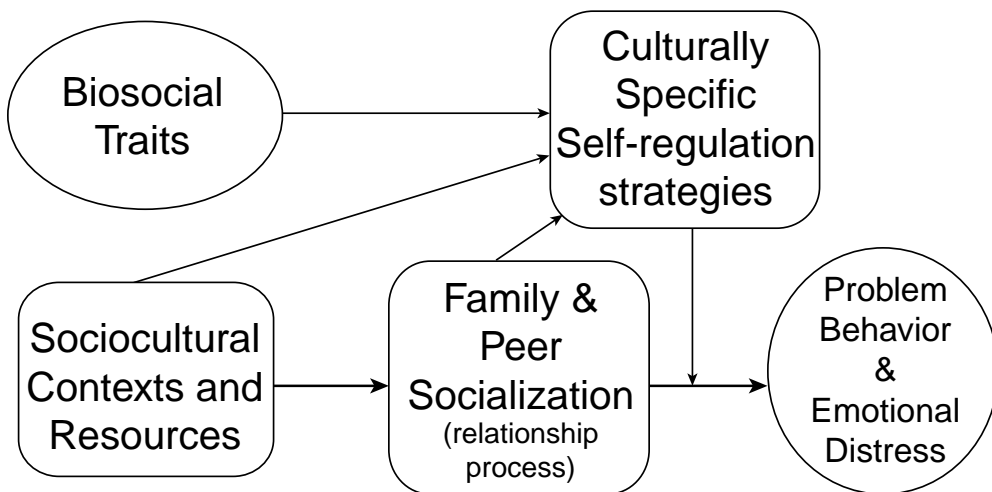 Biosocial
Traits
Culturally
Specific
Self-regulation
strategies
Sociocultural
Contexts and
Resources
Family &
Peer
Socialization
(relationship
process)
Problem
Behavior
&
Emotional
Distress